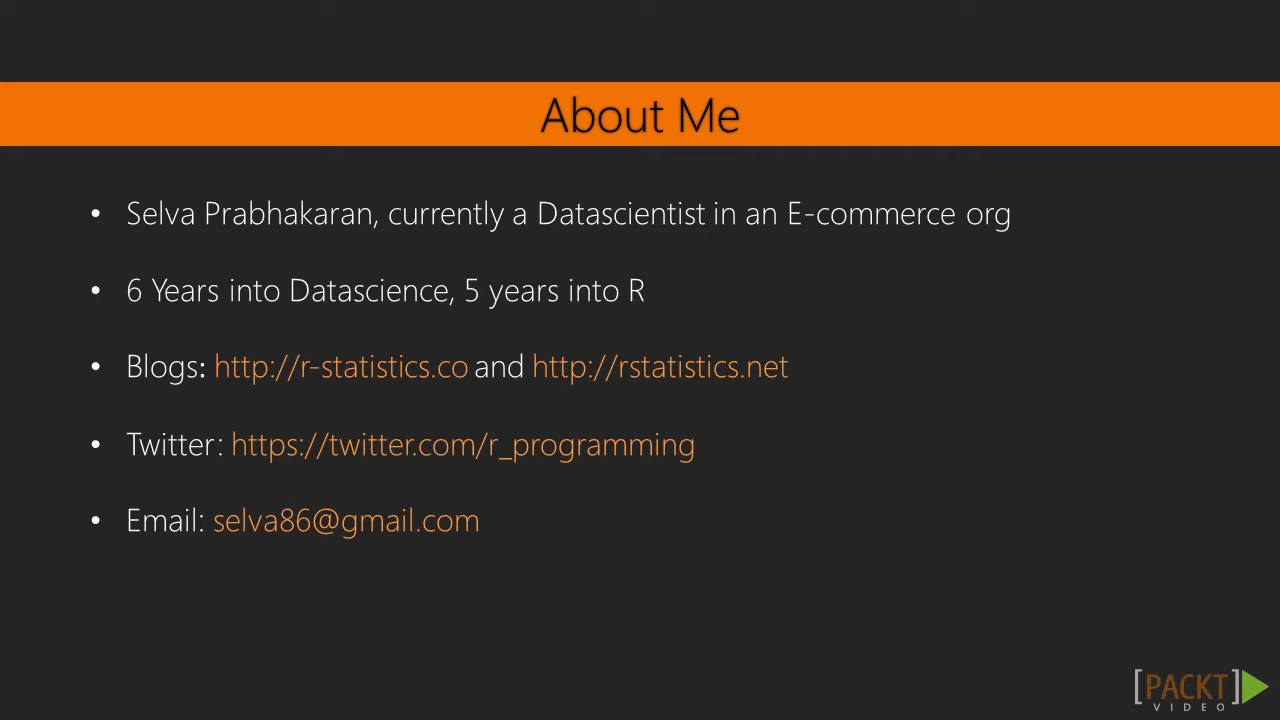 About Me
• Selva Prabhakaran, currently a Datascientist in an E-commerce org
• 6 Years into Datascience, 5 years into R
• Blogs: http://r-statistics.co and http://rstatistics.net
• Twitter: https://twitter.com/r_programming
• Email: selva86@gmail.com
[PACKT]
VIDEO